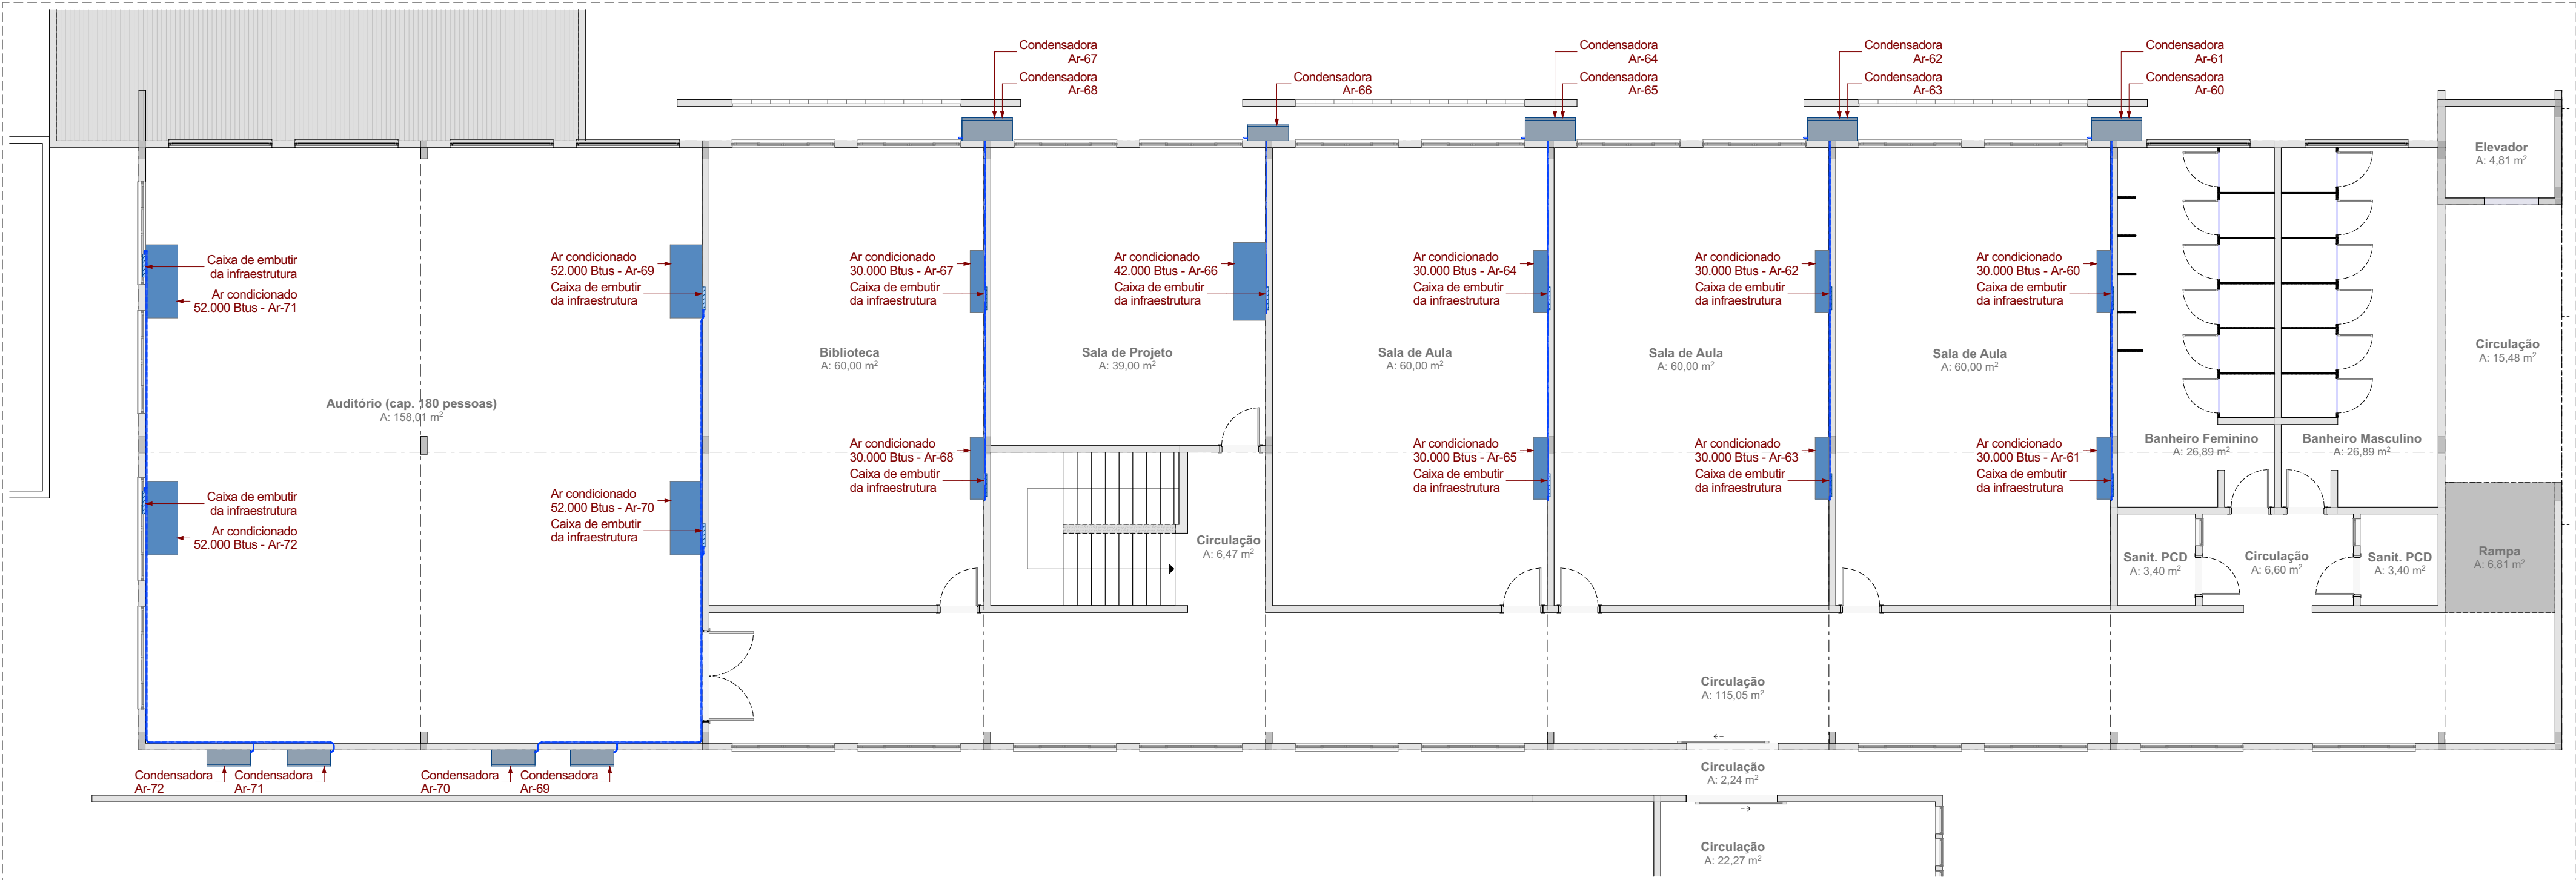 Condensadora
Ar-67
Condensadora
Ar-68
Condensadora
Ar-66
Condensadora
Ar-64
Condensadora
Ar-65
Condensadora
Ar-62
Condensadora
Ar-63
Condensadora
Ar-61
Condensadora
Ar-60
Elevador
A: 4,81 m²
Caixa de embutir
da infraestrutura
Ar condicionado
52.000 Btus - Ar-71
Ar condicionado
52.000 Btus - Ar-69
Caixa de embutir
da infraestrutura
Ar condicionado
30.000 Btus - Ar-67
Caixa de embutir
da infraestrutura
Ar condicionado
42.000 Btus - Ar-66
Caixa de embutir
da infraestrutura
Ar condicionado
30.000 Btus - Ar-64
Caixa de embutir
da infraestrutura
Ar condicionado
30.000 Btus - Ar-62
Caixa de embutir
da infraestrutura
Ar condicionado
30.000 Btus - Ar-60
Caixa de embutir
da infraestrutura
Biblioteca
A: 60,00 m²
Sala de Projeto
A: 39,00 m²
Sala de Aula
A: 60,00 m²
Sala de Aula
A: 60,00 m²
Sala de Aula
A: 60,00 m²
Circulação
A: 15,48 m²
Auditório (cap. 180 pessoas)
A: 158,01 m²
Ar condicionado
30.000 Btus - Ar-68
Caixa de embutir
da infraestrutura
Ar condicionado
30.000 Btus - Ar-65
Caixa de embutir
da infraestrutura
Ar condicionado
30.000 Btus - Ar-63
Caixa de embutir
da infraestrutura
Ar condicionado
30.000 Btus - Ar-61
Caixa de embutir
da infraestrutura
Banheiro Feminino
A: 26,89 m²
Banheiro Masculino
A: 26,89 m²
Caixa de embutir
da infraestrutura
Ar condicionado
52.000 Btus - Ar-72
Ar condicionado
52.000 Btus - Ar-70
Caixa de embutir
da infraestrutura
Circulação
A: 6,47 m²
Sanit. PCD
A: 3,40 m²
Circulação
A: 6,60 m²
Sanit. PCD
A: 3,40 m²
Rampa
A: 6,81 m²
Circulação
A: 115,05 m²
Condensadora
Ar-72
Condensadora
Ar-71
Condensadora
Ar-70
Condensadora
Ar-69
Circulação
A: 2,24 m²
Circulação
A: 22,27 m²